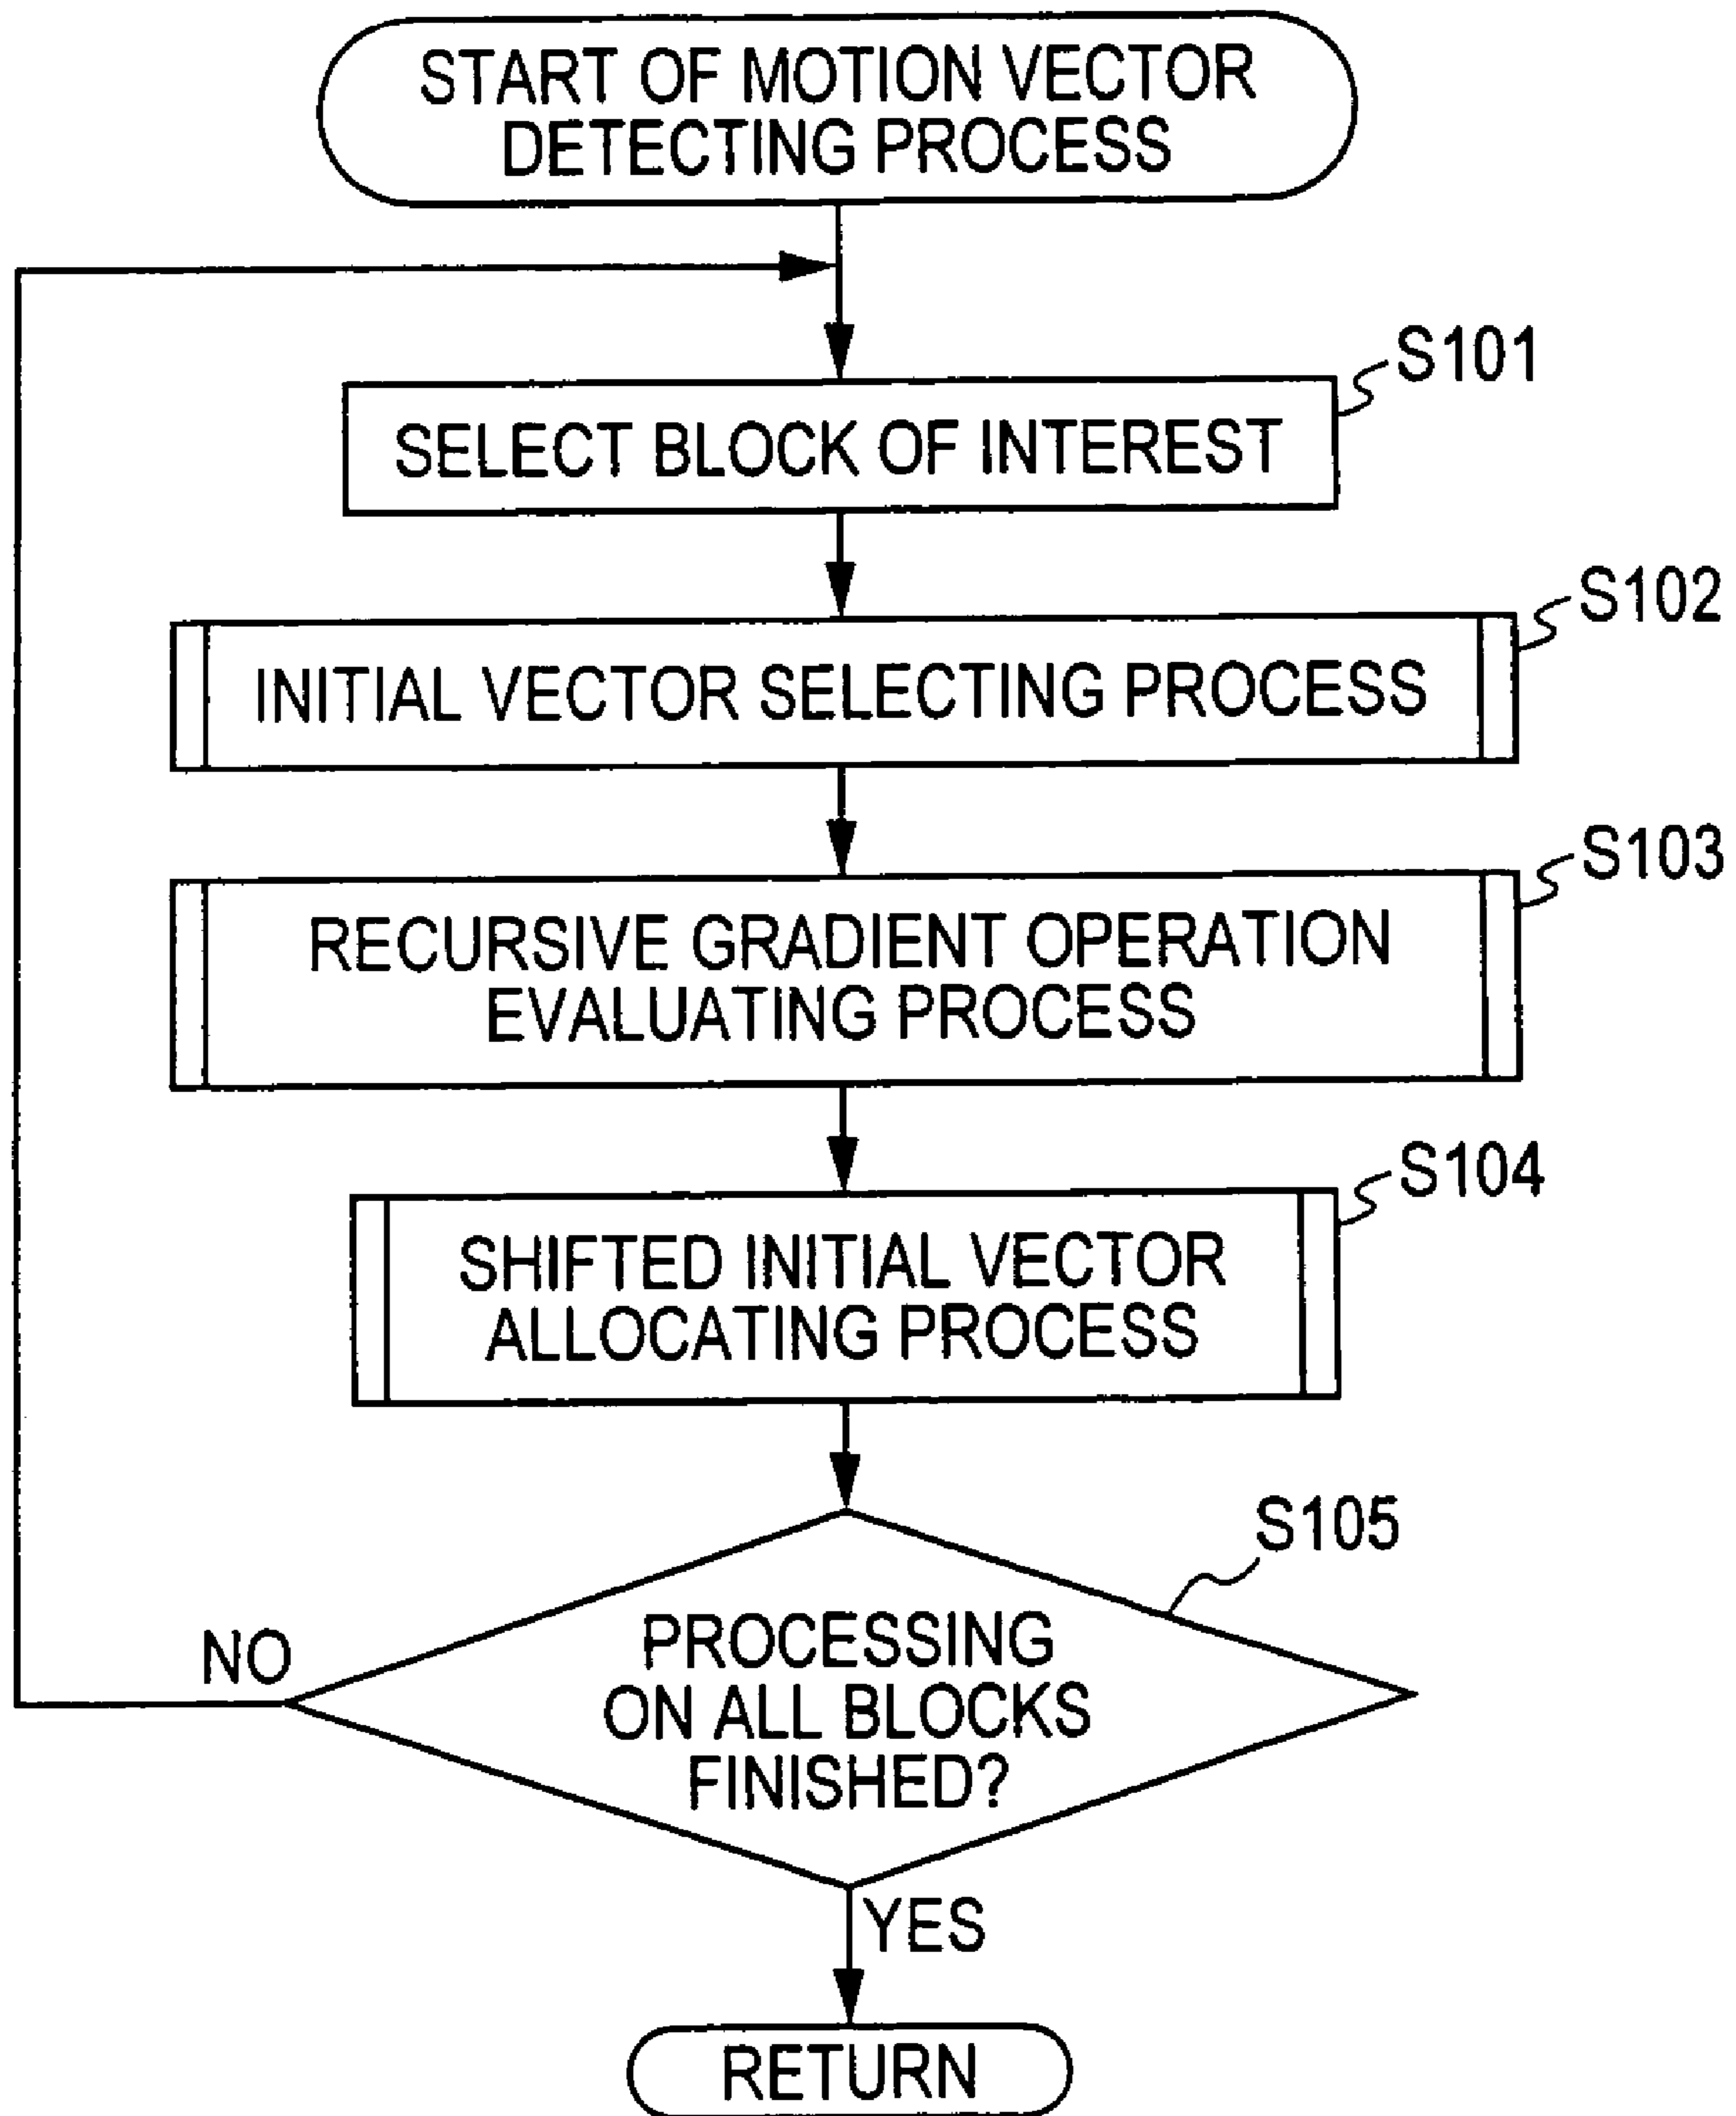 START OF MOTION VECTOR
DETECTING PROCESS
S101
SELECT BLOCK OF INTEREST
S102
INITIAL VECTOR SELECTING PROCESS
S103
RECURSIVE GRADIENT OPERATION
EVALUATING PROCESS
S104
SHIFTED INITIAL VECTOR
ALLOCATING PROCESS
S105
PROCESSING
ON ALL BLOCKS
FINISHED?
NO
YES
RETURN